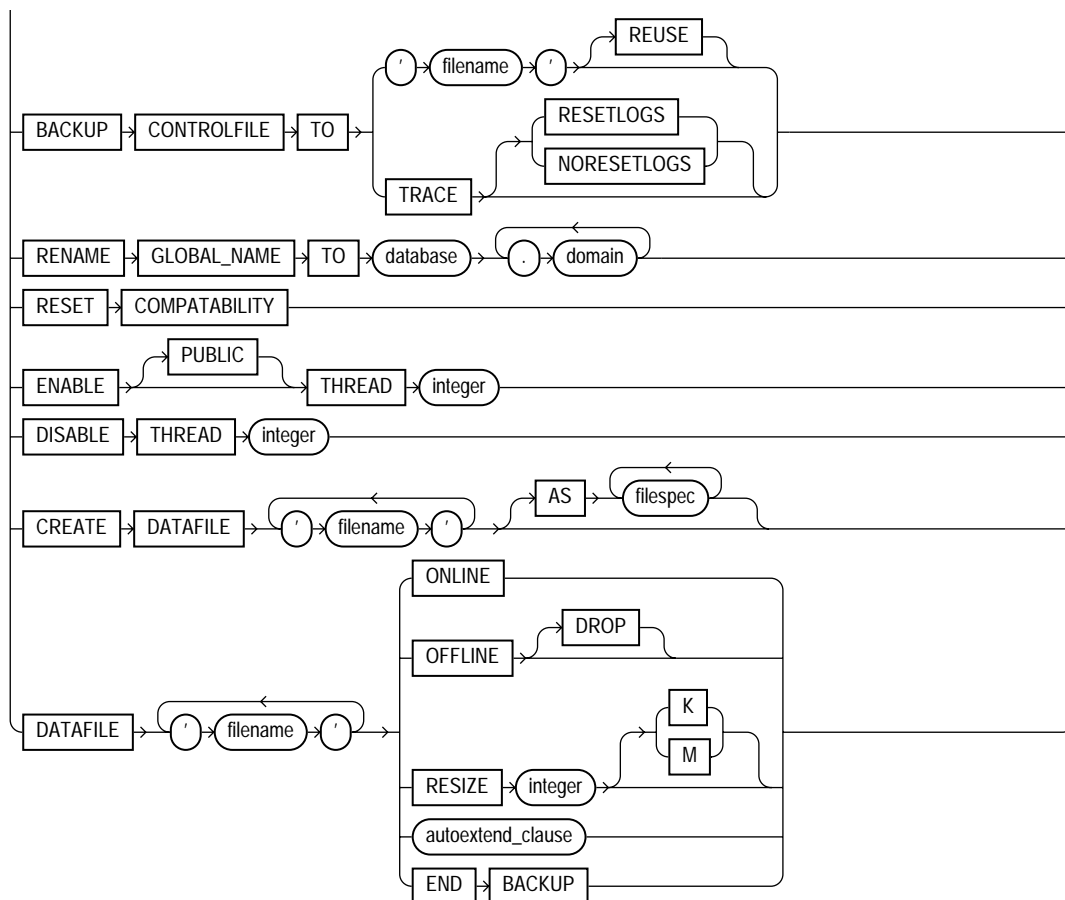 REUSE
' filename '
RESETLOGS
BACKUP CONTROLFILE TO
NORESETLOGS
TRACE
RENAME GLOBAL_NAME TO database . domain
RESET COMPATABILITY
PUBLIC
ENABLE THREAD integer
DISABLE THREAD integer
AS filespec
CREATE DATAFILE ' filename '
ONLINE
DROP
OFFLINE
K
DATAFILE ' filename '
M
RESIZE integer
autoextend_clause
END BACKUP